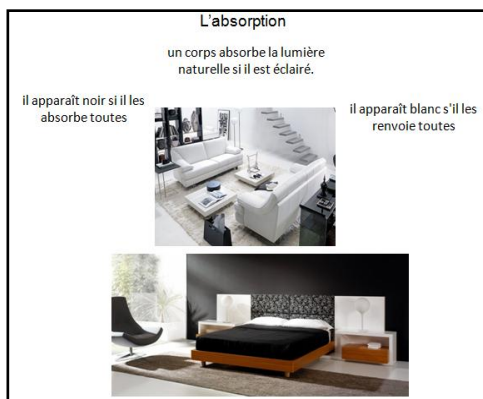 L'absorption
un corps absorbe la lumière
naturelle si il est éclairé.
il apparaît noir si il les
absorbe toutes
il apparaît blanc s'il les
renvoie toutes